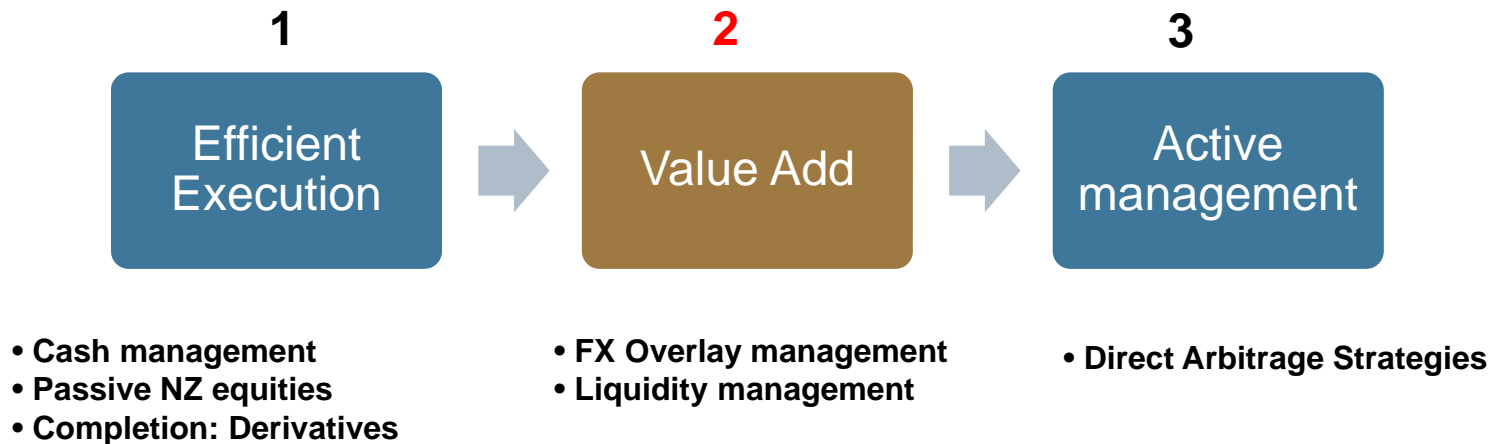 1
2
3
Efficient
Execution
Value Add
Active
management
• Cash management
• Passive NZ equities
• Completion: Derivatives
• FX Overlay management
• Liquidity management
• Direct Arbitrage Strategies